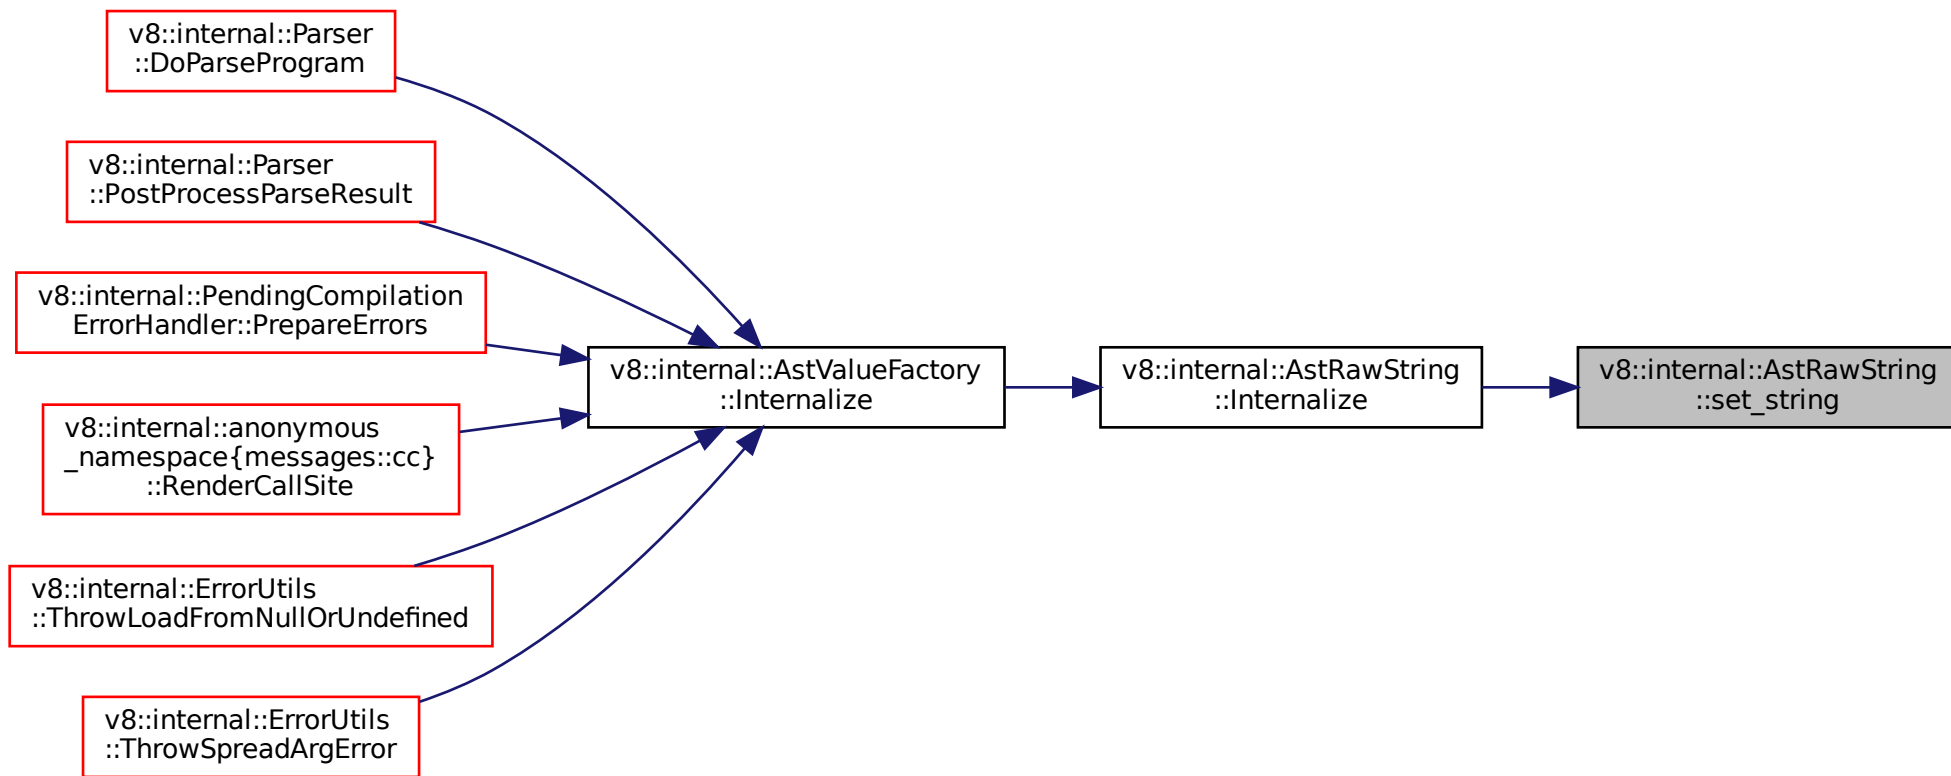 v8::internal::Parser
::DoParseProgram
v8::internal::Parser
::PostProcessParseResult
v8::internal::PendingCompilation
ErrorHandler::PrepareErrors
v8::internal::anonymous
_namespace{messages::cc}
::RenderCallSite
v8::internal::ErrorUtils
::ThrowLoadFromNullOrUndefined
v8::internal::ErrorUtils
::ThrowSpreadArgError
v8::internal::AstValueFactory
::Internalize
v8::internal::AstRawString
::Internalize
v8::internal::AstRawString
::set_string